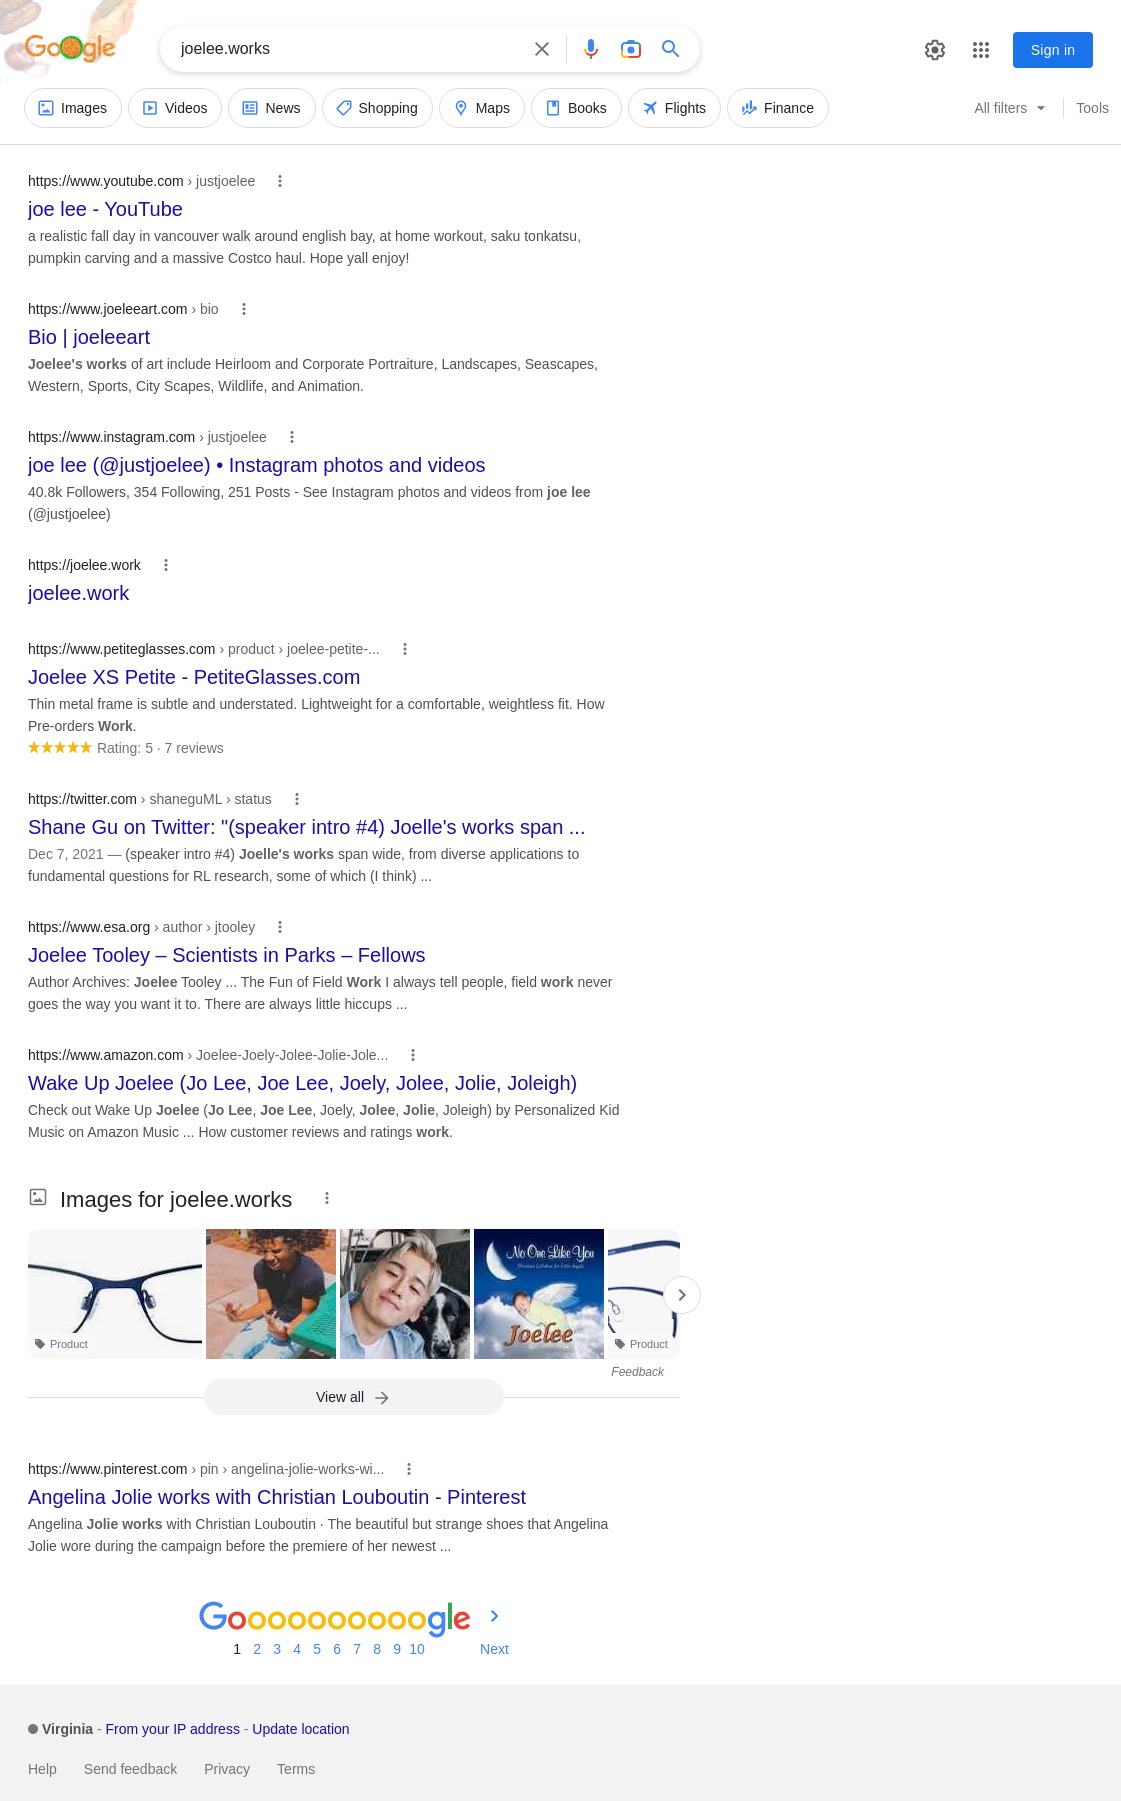 Google
joelee.works
Sign in
Images
Videos
News
Shopping
Maps
Books
Flights
Finance
All filters
Tools
https://www.youtube.com › justjoelee
joe lee - YouTube
a realistic fall day in vancouver walk around english bay, at home workout, saku tonkatsu,
pumpkin carving and a massive Costco haul. Hope yall enjoy!
https://www.joeleeart.com › bio
Bio | joeleeart
Joelee's works of art include Heirloom and Corporate Portraiture, Landscapes, Seascapes,
Western, Sports, City Scapes, Wildlife, and Animation.
https://www.instagram.com › justjoelee
joe lee (@justjoelee) • Instagram photos and videos
40.8k Followers, 354 Following, 251 Posts - See Instagram photos and videos from joe lee
(@justjoelee)
https://joelee.work
joelee.work
https://www.petiteglasses.com › product › joelee-petite-...
Joelee XS Petite - PetiteGlasses.com
Thin metal frame is subtle and understated. Lightweight for a comfortable, weightless fit. How
Pre-orders Work.
Rating: 5 · 7 reviews
https://twitter.com › shaneguML › status
Shane Gu on Twitter: "(speaker intro #4) Joelle's works span ...
Dec 7, 2021 — (speaker intro #4) Joelle's works span wide, from diverse applications to
fundamental questions for RL research, some of which (I think) ...
https://www.esa.org › author › jtooley
Joelee Tooley – Scientists in Parks – Fellows
Author Archives: Joelee Tooley ... The Fun of Field Work I always tell people, field work never
goes the way you want it to. There are always little hiccups ...
https://www.amazon.com › Joelee-Joely-Jolee-Jolie-Jole...
Wake Up Joelee (Jo Lee, Joe Lee, Joely, Jolee, Jolie, Joleigh)
Check out Wake Up Joelee (Jo Lee, Joe Lee, Joely, Jolee, Jolie, Joleigh) by Personalized Kid
Music on Amazon Music ... How customer reviews and ratings work.
Images for joelee.works
No One Like You
Christian Lullabies for Little Angels
Joelee
Product
Product
Feedback
View all
https://www.pinterest.com › pin › angelina-jolie-works-wi...
Angelina Jolie works with Christian Louboutin - Pinterest
Angelina Jolie works with Christian Louboutin · The beautiful but strange shoes that Angelina
Jolie wore during the campaign before the premiere of her newest ...
Goooooooooogle
1 2 3 4 5 6 7 8 9 10 Next
Virginia - From your IP address - Update location
Help
Send feedback
Privacy
Terms